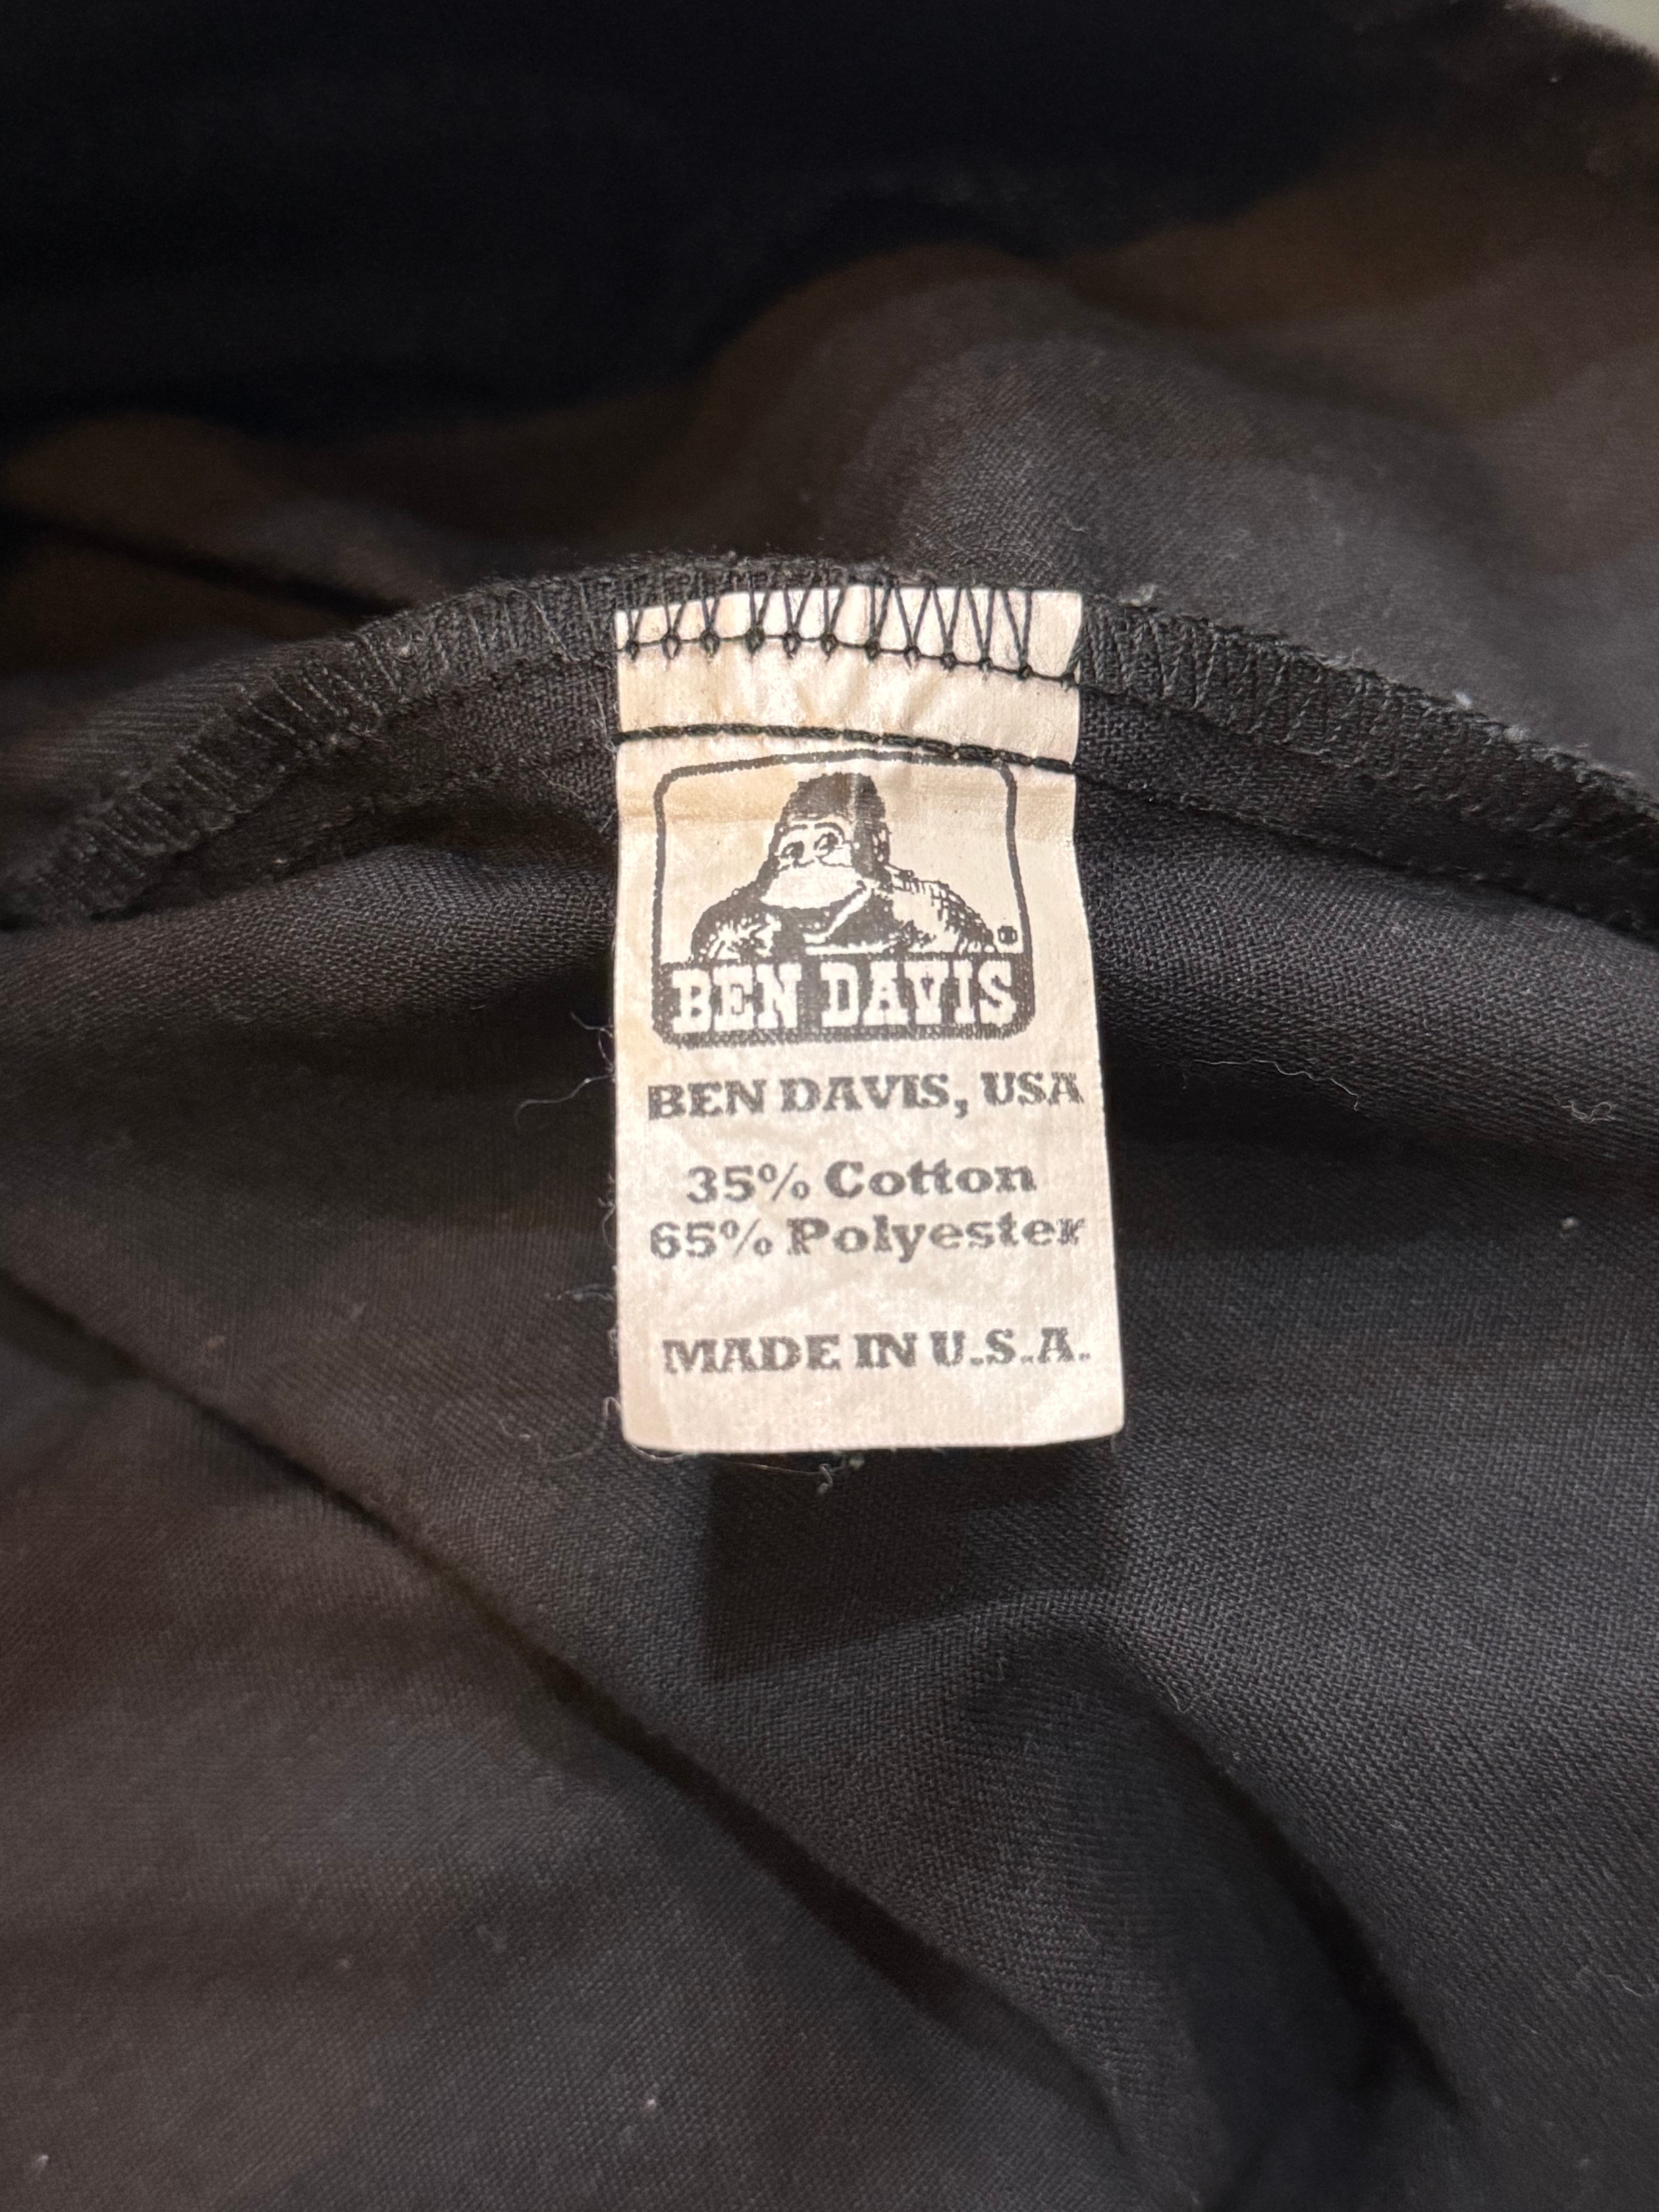 BEN DAVIS
BEN DAVIS, USA
35% Cotton
65% Polyester
MADE IN U.S.A.